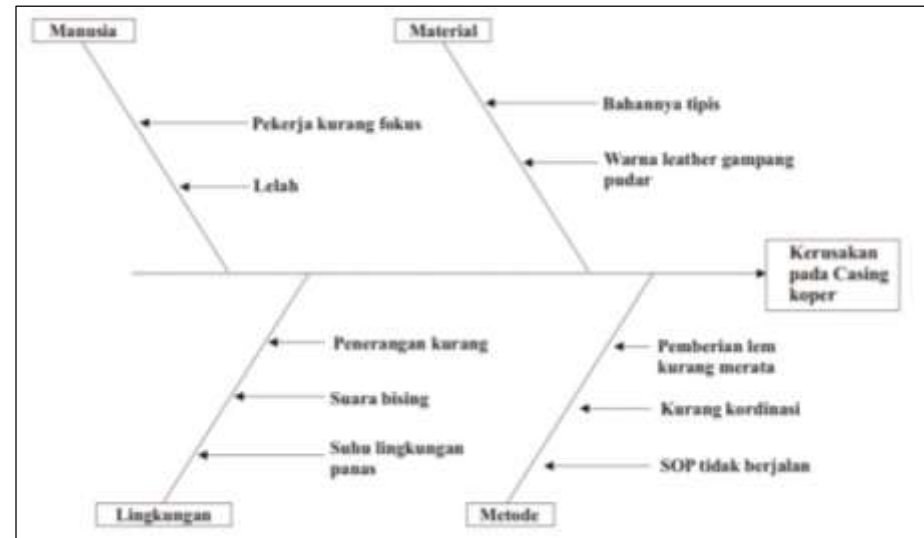 Manusia
Material
Pekerja kurang fokus
Lelah
Bahannya tipis
Warna leather gampang
pudar
Kerusakan
pada Casing
koper
Penerangan kurang
Suara bising
Suhu lingkungan
panas
Pemberian lem
kurang merata
Kurang kordinasi
SOP tidak berjalan
Lingkungan
Metode